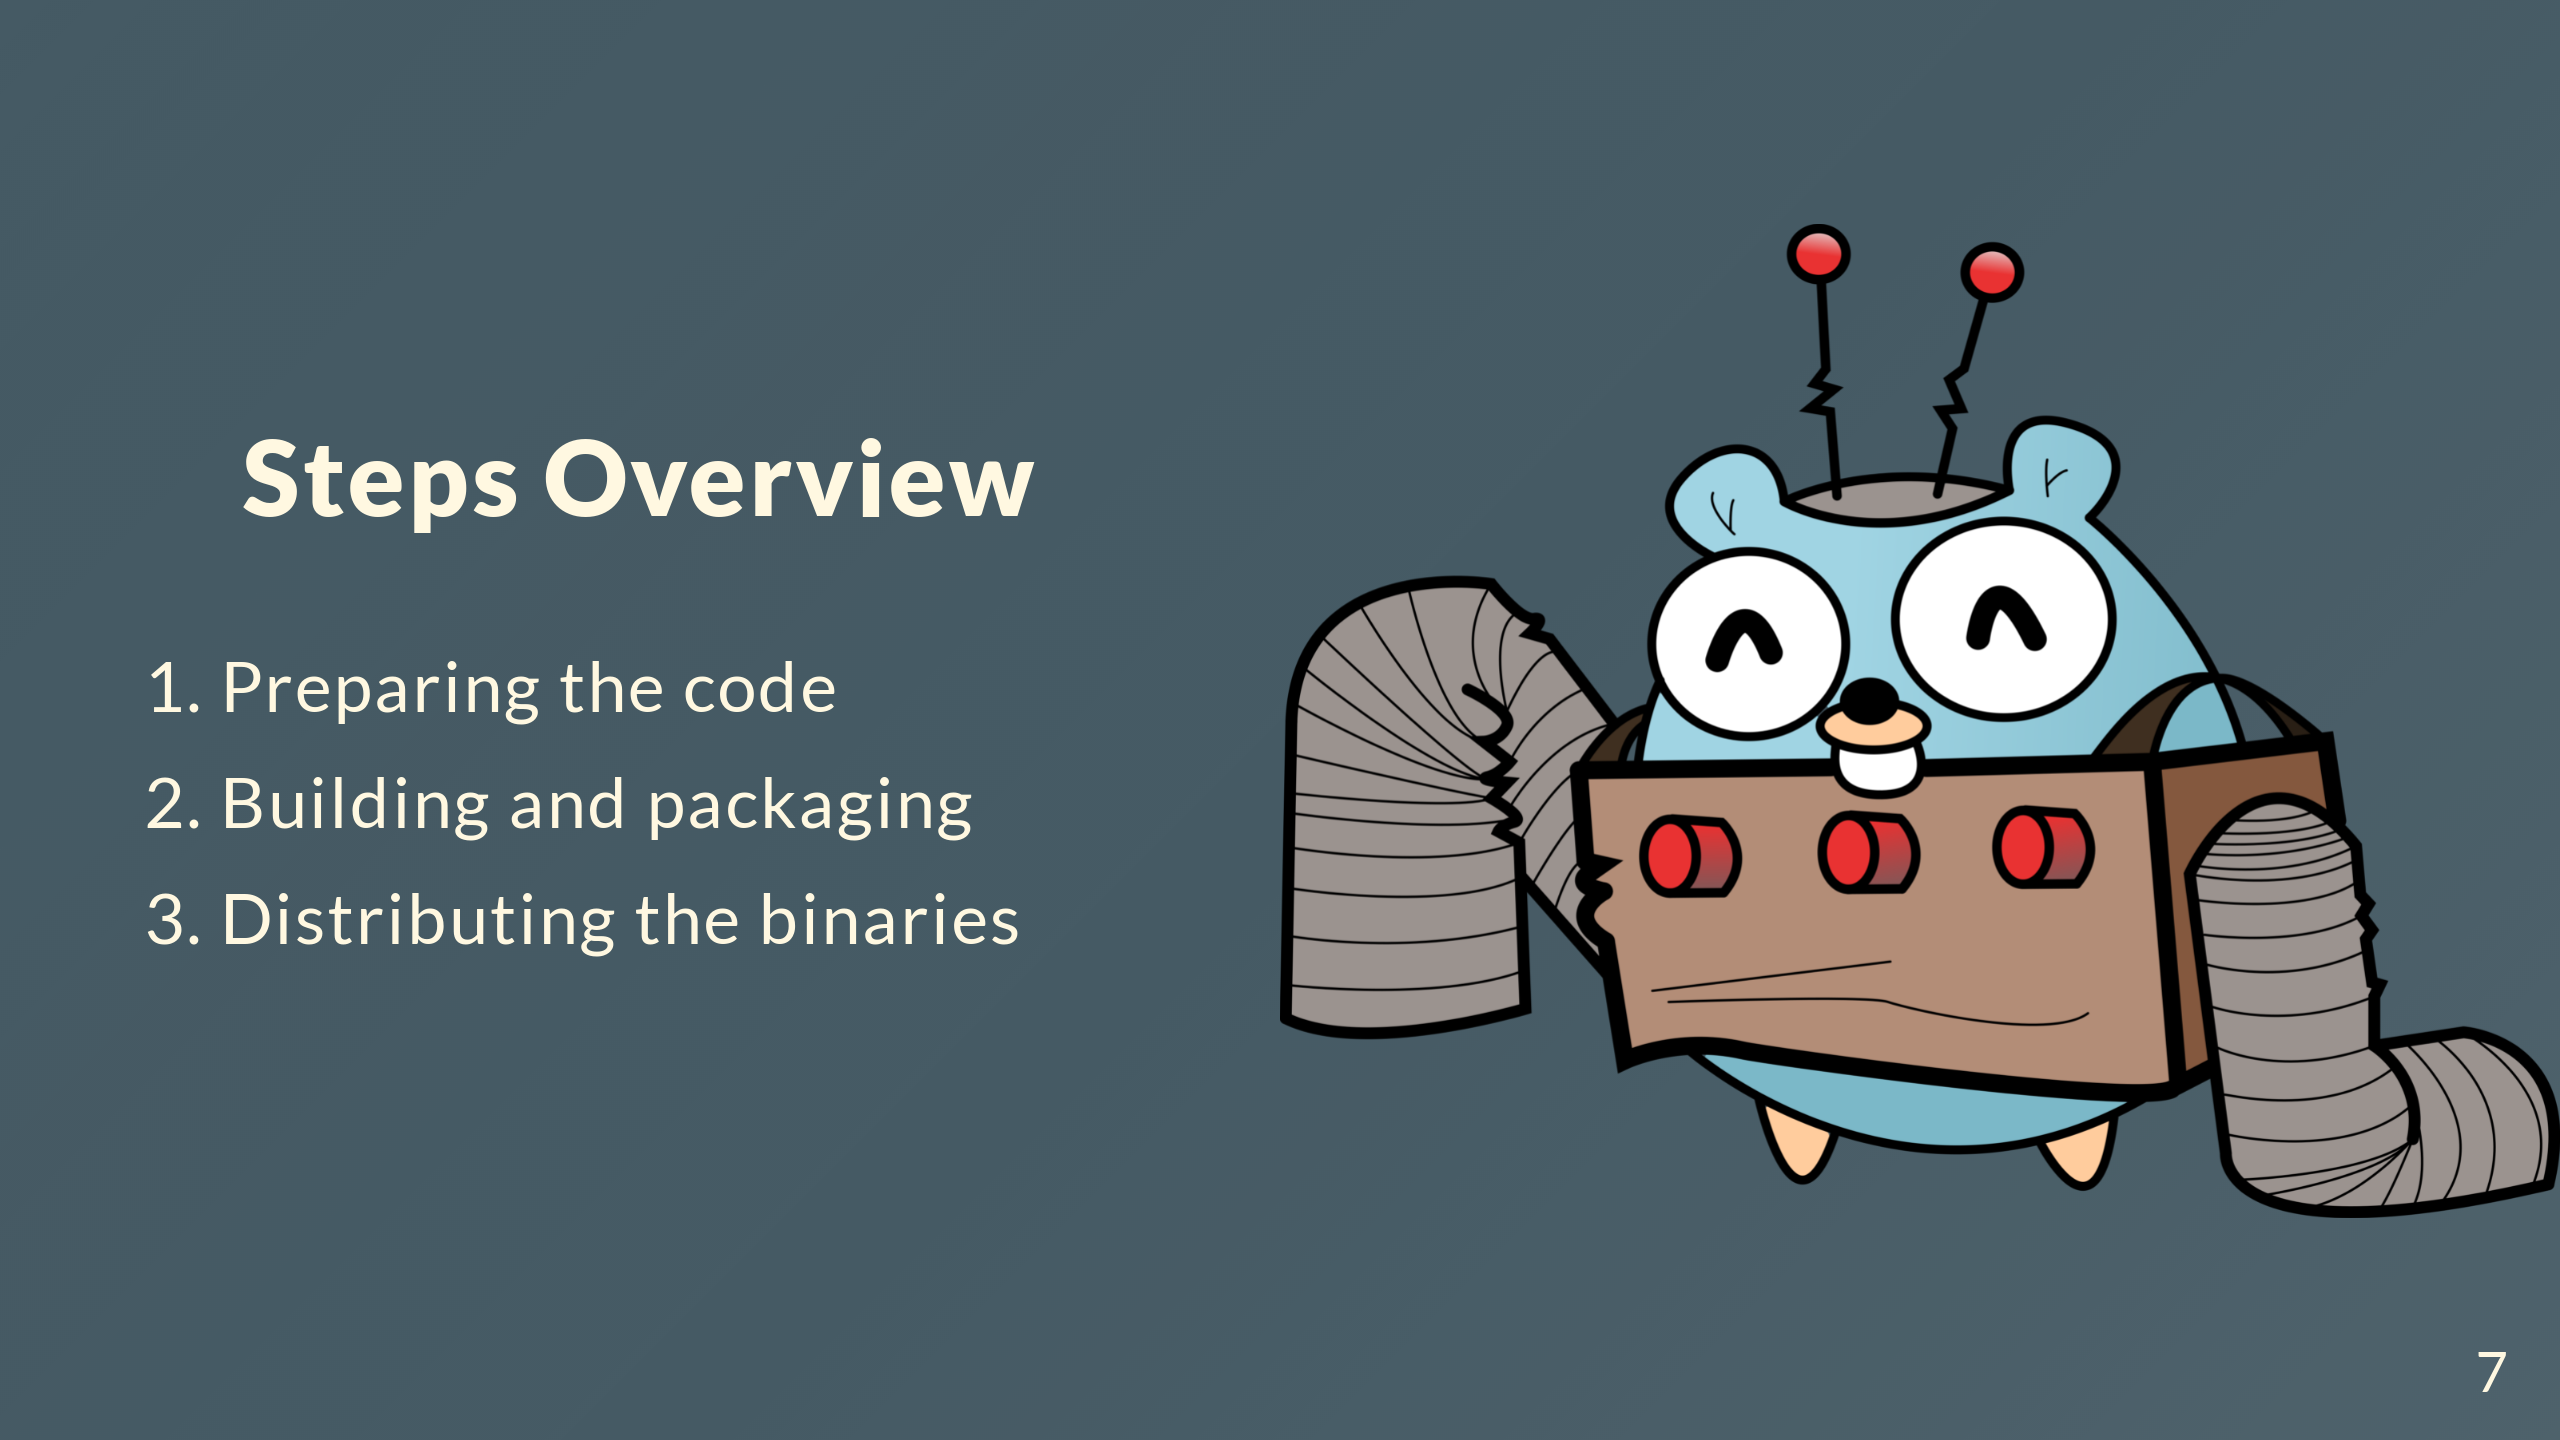 Steps Overview
1. Preparing the code
2. Building and packaging
3. Distributing the binaries
7